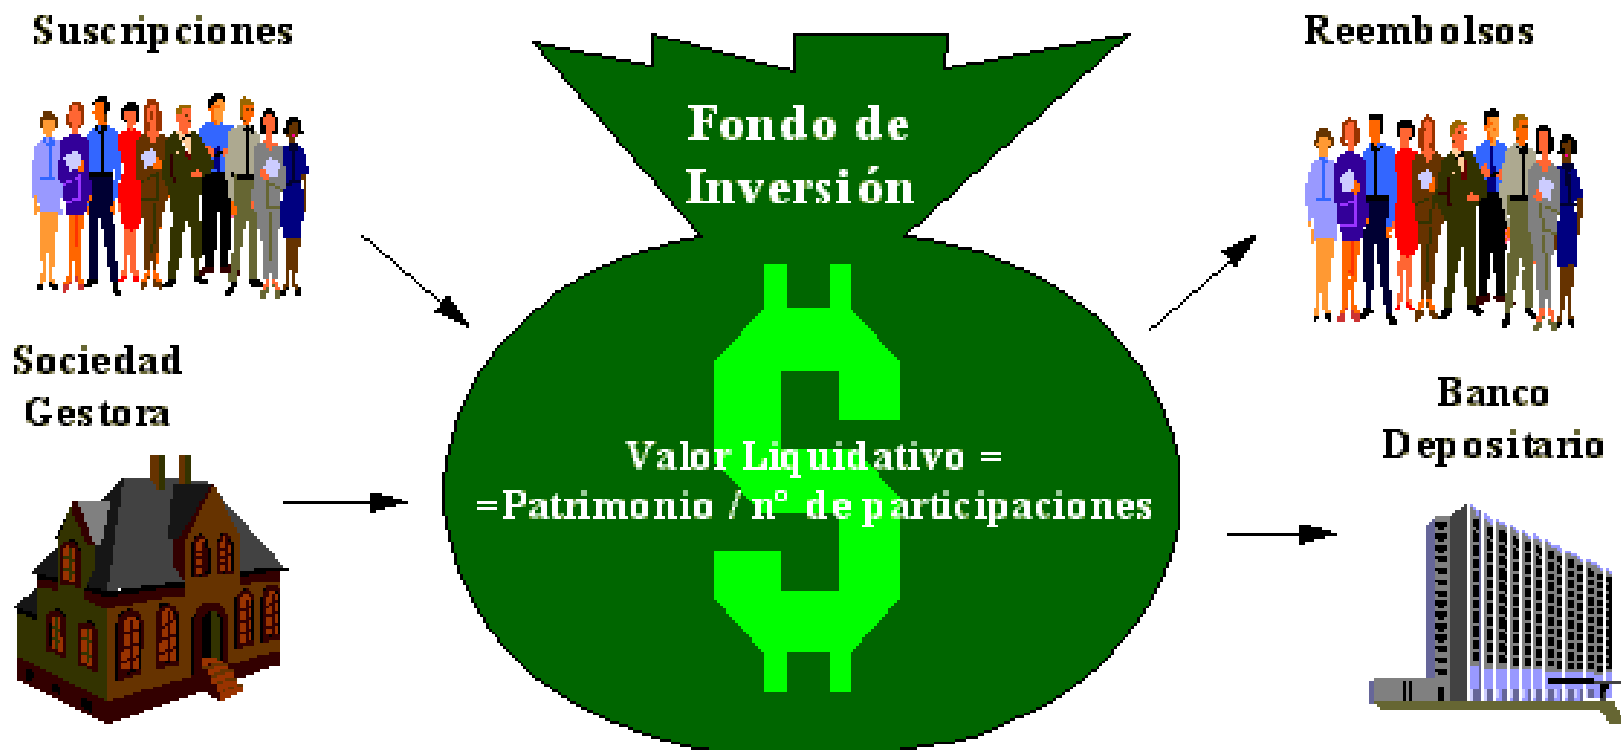 Suscripciones
Reembolsos
Fondo de
Inversión
Sociedad
Gestora
Banco
Depositario
Valor Liquidativo =
=Patrimonio / nº de participaciones